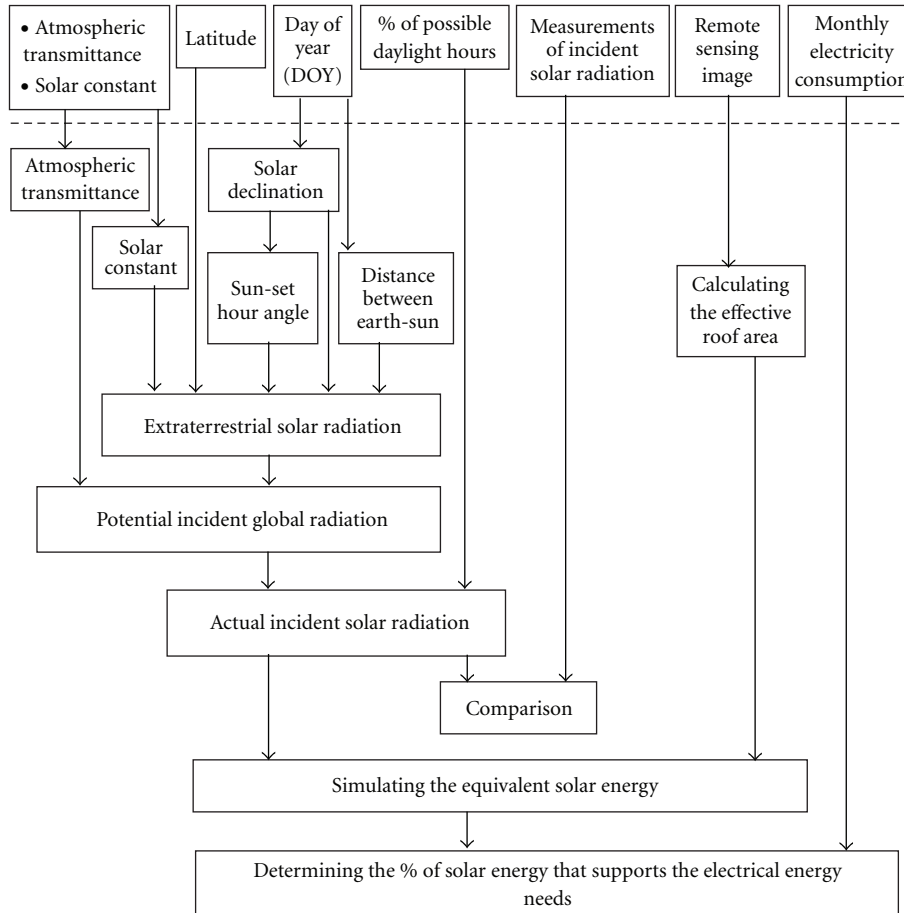 • Atmospheric
transmittance
• Solar constant
Latitude
Day of
year
(DOY)
% of possible
daylight hours
Measurements
of incident
solar radiation
Remote
sensing
image
Monthly
electricity
consumption
Atmospheric
transmittance
Solar
declination
Solar
constant
Sun-set
hour angle
Distance
between
earth-sun
Calculating
the effective
roof area
Extraterrestrial solar radiation
Potential incident global radiation
Actual incident solar radiation
Comparison
Simulating the equivalent solar energy
Determining the % of solar energy that supports the electrical energy
needs